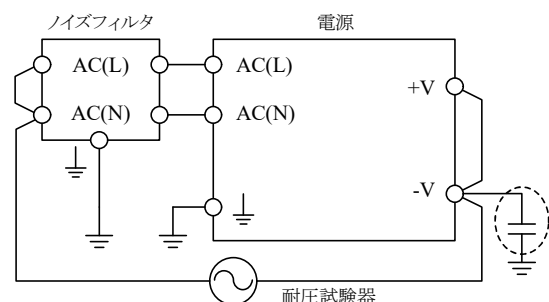 ノイズフィルタ
電源
AC(L)
AC(L)
+V
AC(N)
AC(N)
-V
耐圧試験器